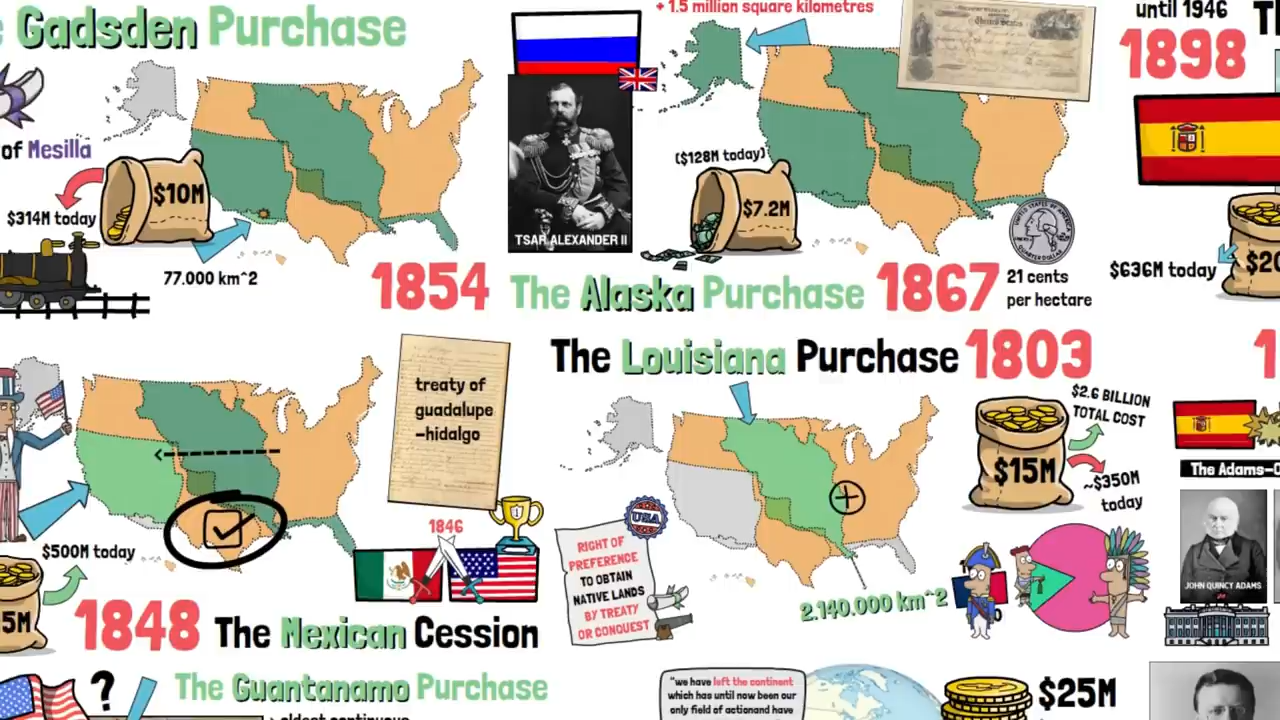 Gadsden Purchase
of Mesilla
$10M
$314M today
77.000 km^2
1854
+ 1.5 million square kilometres
United States
TSAR ALEXANDER II
($128M today)
$7.2M
The Alaska Purchase 1867
21 cents
per hectare
until 1946
1898
$636M today
treaty of
guadalupe
-hidalgo
1846
$500M today
5M
1848 The Mexican Cession
The Louisiana Purchase 1803
$2.6 BILLION
TOTAL COST
$15M
~$350M
today
USA
RIGHT OF
PREFERENCE
TO OBTAIN
NATIVE LANDS
BY TREATY
OR CONQUEST
2.140.000 km^2
JOHN QUINCY ADAMS
The Guantanamo Purchase
?
"we have left the continent
which has until now been our
only field of actionand have
$25M